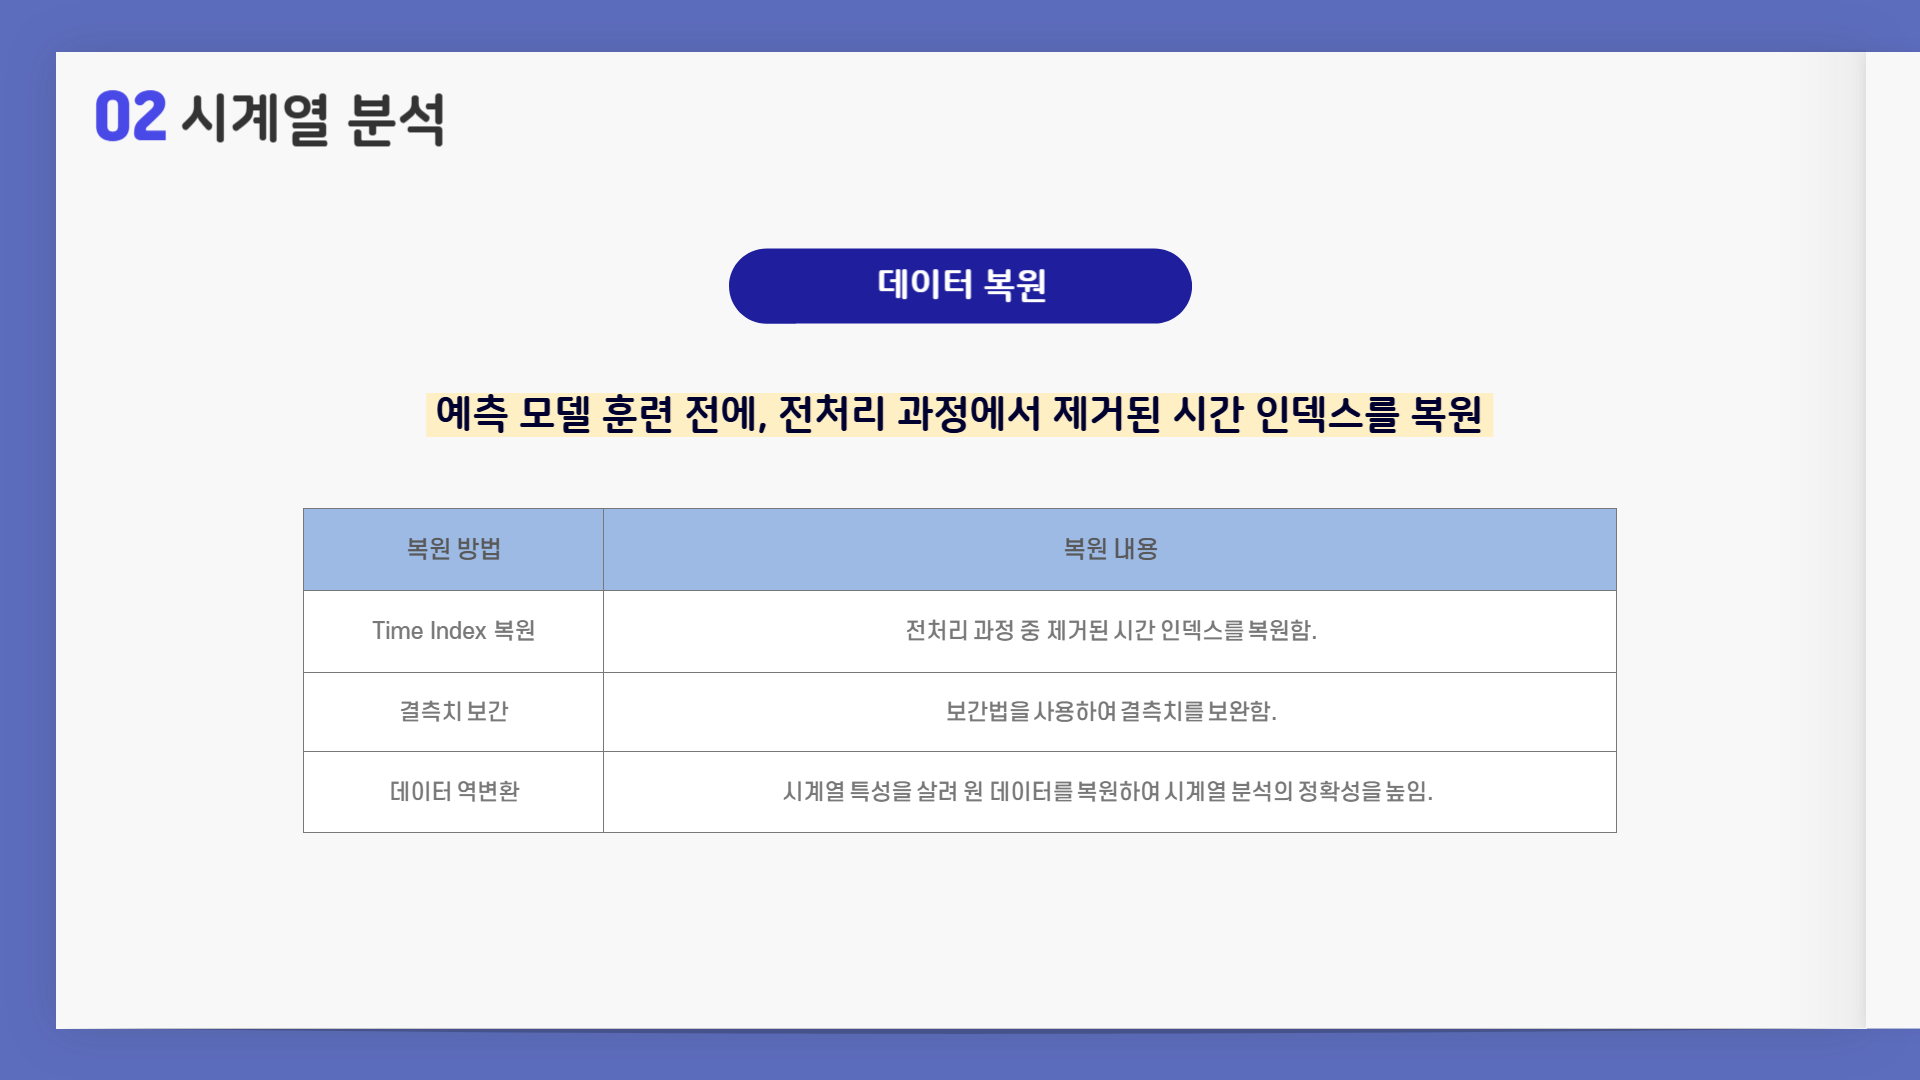 02 시계열 분석
데이터 복원
예측 모델 훈련 전에, 전처리 과정에서 제거된 시간 인덱스를 복원
복원 방법
복원 내용
Time Index 복원
전처리 과정 중 제거된 시간 인덱스를 복원함.
결측치 보간
보간법을 사용하여 결측치를 보완함.
데이터 역변환
시계열 특성을 살려 원 데이터를 복원하여 시계열 분석의 정확성을 높임.